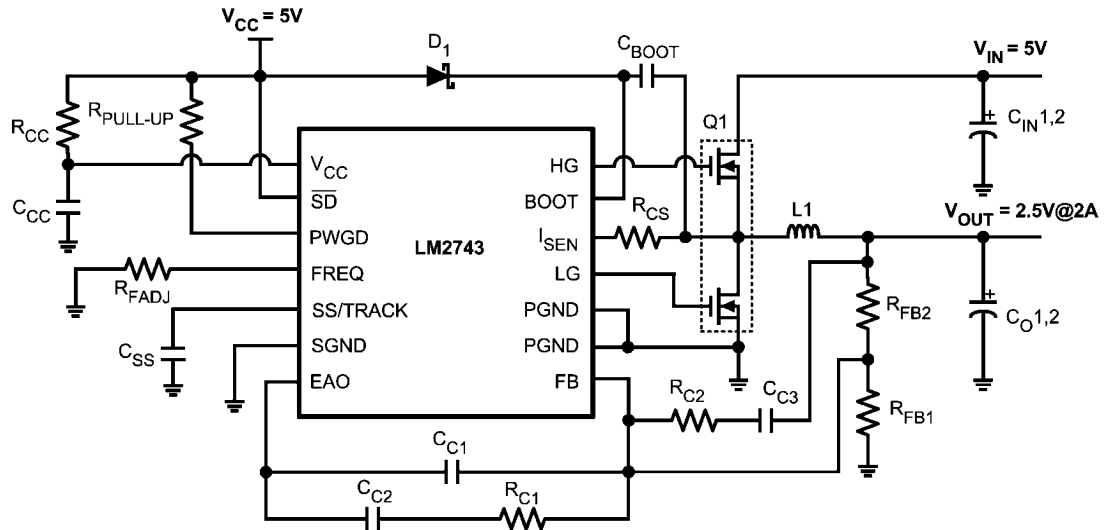 V_CC = 5V
D_1
C_BOOT
V_IN = 5V
R_CC
R_PULL-UP
C_IN1,2
Q1
C_CC
V_CC
SD
PWGD
FREQ
SS/TRACK
SGND
EAO
LM2743
HG
BOOT
I_SEN
LG
PGND
PGND
FB
R_CS
L1
V_OUT = 2.5V@2A
R_FADJ
C_SS
R_FB2
C_O1,2
R_C2
C_C3
R_FB1
C_C1
C_C2
R_C1